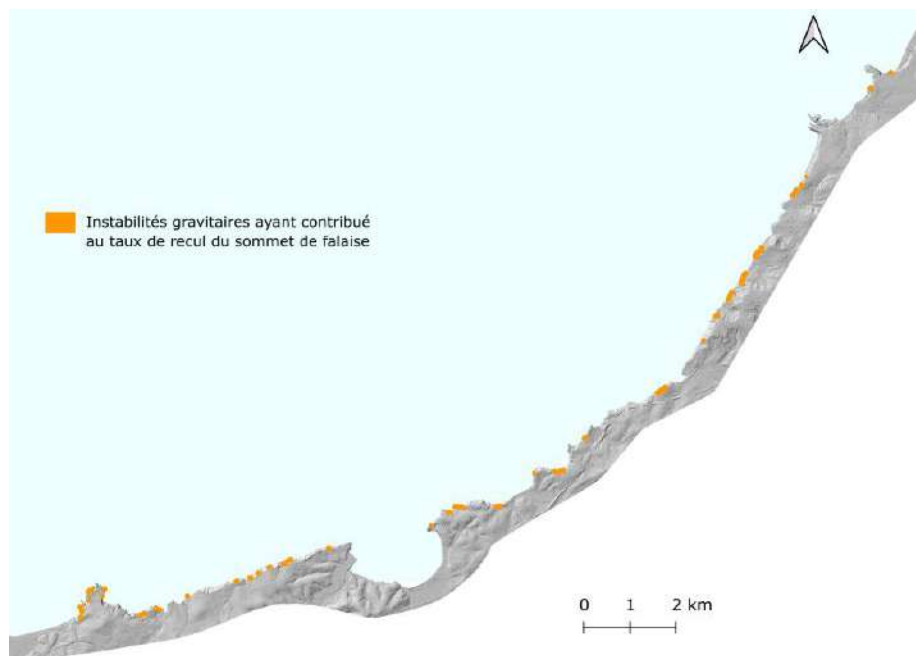 Instabilités gravitaires ayant contribué
au taux de recul du sommet de falaise
0 1 2 km